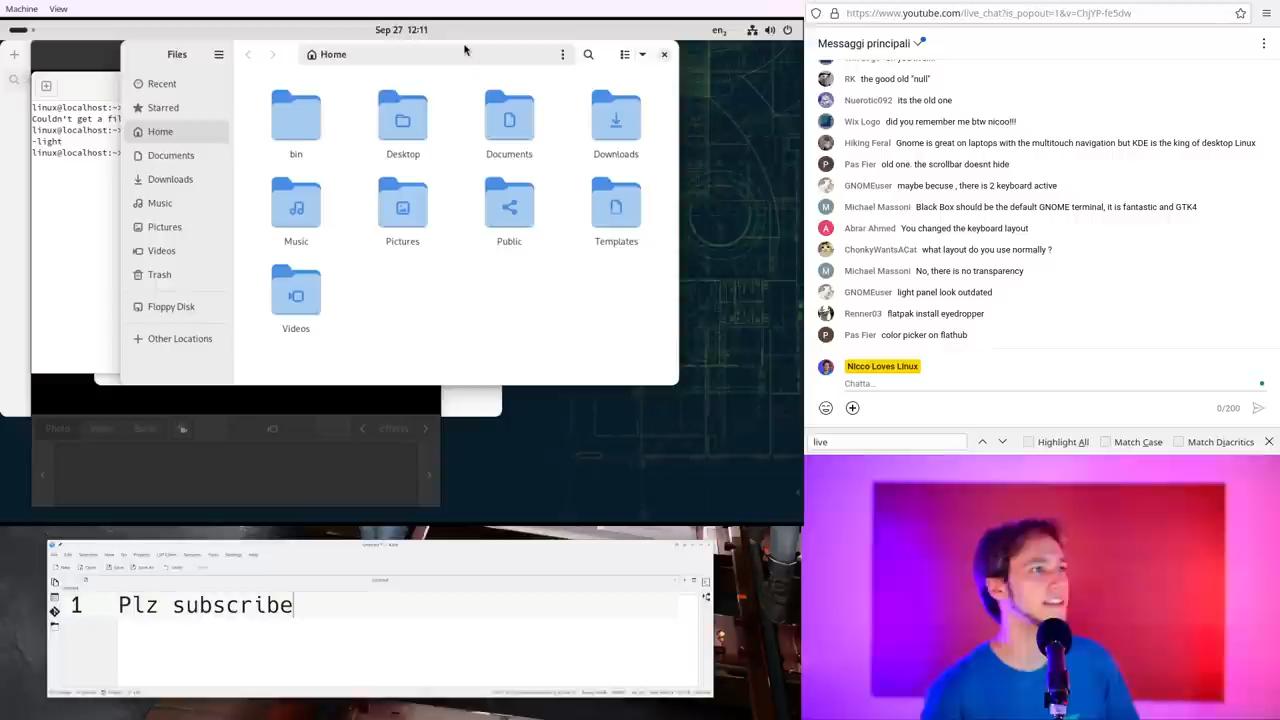 Machine View
Sep 27 12:11
en₂
Files
Home
Recent
Starred
Home
Documents
Downloads
Music
Pictures
Videos
Trash
Floppy Disk
Other Locations
bin
Desktop
Documents
Downloads
Music
Pictures
Public
Templates
Videos
linux@localhost:~
Couldn't get a fil
linux@localhost:~
-light
linux@localhost:~
Photo
effects
1 Plz subscribe
https://www.youtube.com/live_chat?is_popout=1&v=ChjYP-fe5dw
Messaggi principali
RK the good old "null"
Nuerotic092 its the old one
Wix Logo did you remember me btw nicoo!!!
Hiking Feral Gnome is great on laptops with the multitouch navigation but KDE is the king of desktop Linux
Pas Fier old one. the scrollbar doesnt hide
GNOMEuser maybe becuse , there is 2 keyboard active
Michael Massoni Black Box should be the default GNOME terminal, it is fantastic and GTK4
Abrar Ahmed You changed the keyboard layout
ChonkyWantsACat what layout do you use normally ?
Michael Massoni No, there is no transparency
GNOMEuser light panel look outdated
Renner03 flatpak install eyedropper
Pas Fier color picker on flathub
Nicco Loves Linux
Chatta...
0/200
live
Highlight All
Match Case
Match Diacritics